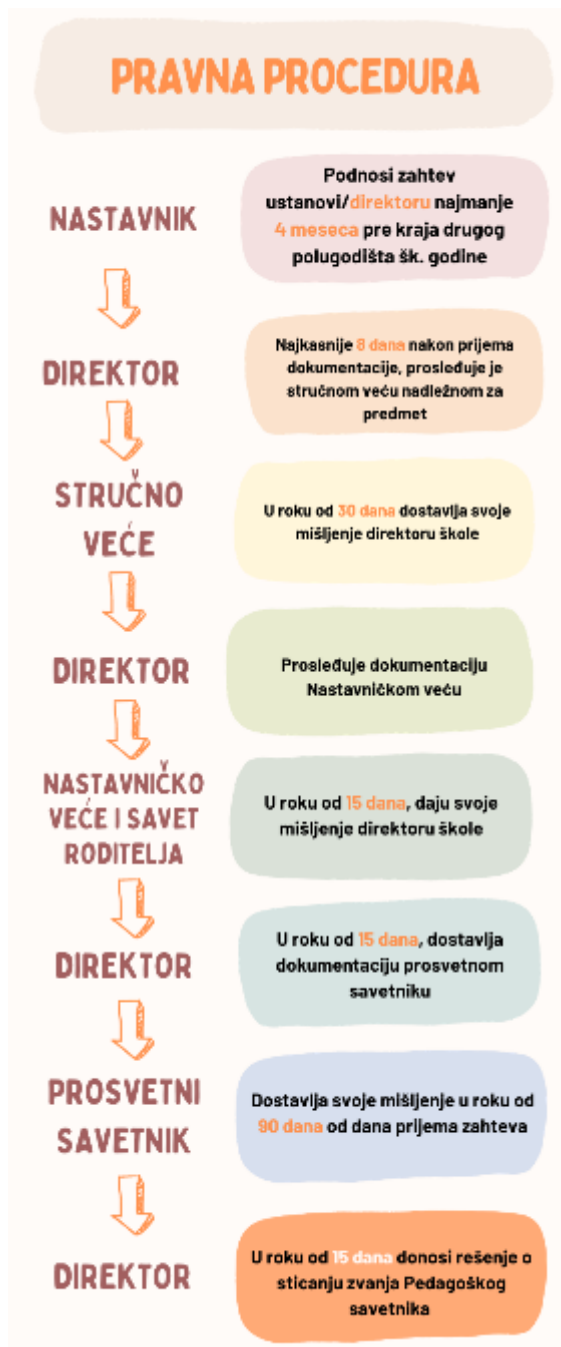 PRAVNA PROCEDURA
NASTAVNIK
Podnosi zahtev
ustanovi/direktoru najmanje
4 meseca pre kraja drugog
polugodišta šk. godine
DIREKTOR
Najkasnije 8 dana nakon prijema
dokumentacije, prosleđuje je
stručnom veću nadležnom za
predmet
STRUČNO
VEĆE
U roku od 30 dana dostavlja svoje
mišljenje direktoru škole
DIREKTOR
Prosleđuje dokumentaciju
Nastavničkom veću
NASTAVNIČKO
VEĆE I SAVET
RODITELJA
U roku od 15 dana, daju svoje
mišljenje direktoru škole
DIREKTOR
U roku od 15 dana, dostavlja
dokumentaciju prosvetnom
savetniku
PROSVETNI
SAVETNIK
Dostavlja svoje mišljenje u roku od
90 dana od dana prijema zahteva
DIREKTOR
U roku od 15 dana donosi rešenje o
sticanju zvanja Pedagoškog
savetnika